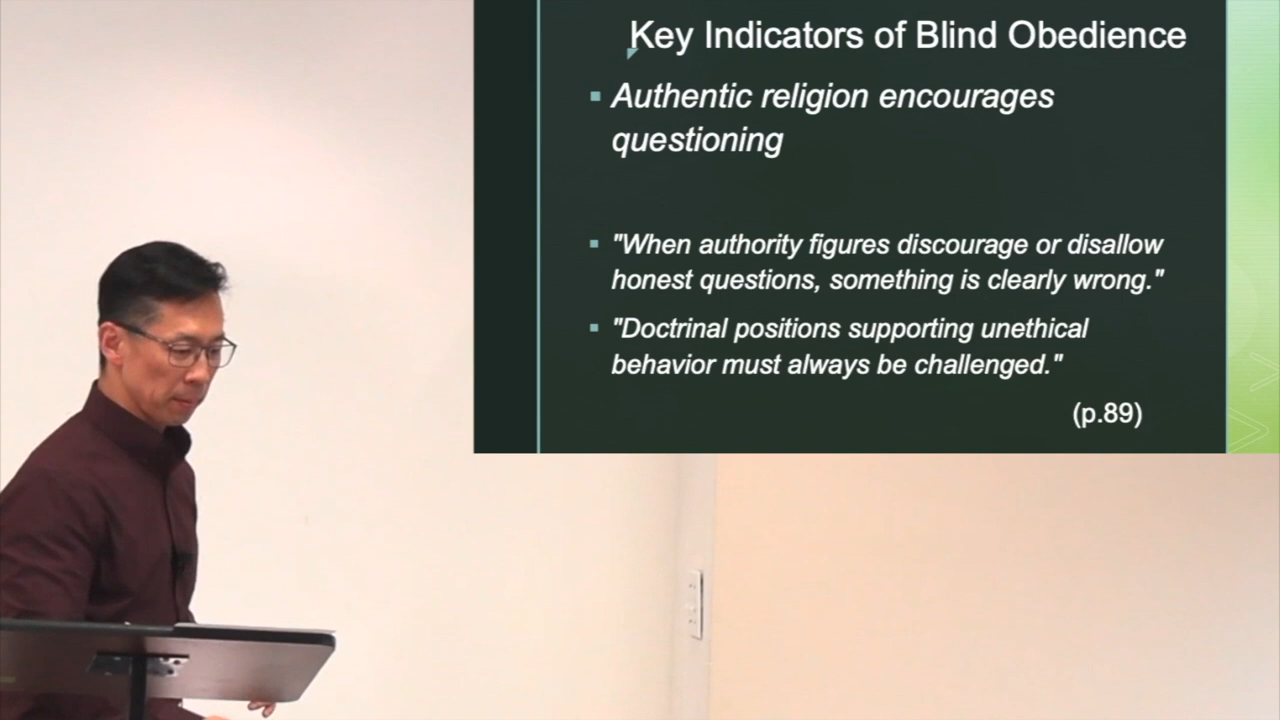 Key Indicators of Blind Obedience
Authentic religion encourages
questioning
"When authority figures discourage or disallow
honest questions, something is clearly wrong."
"Doctrinal positions supporting unethical
behavior must always be challenged."
(p.89)